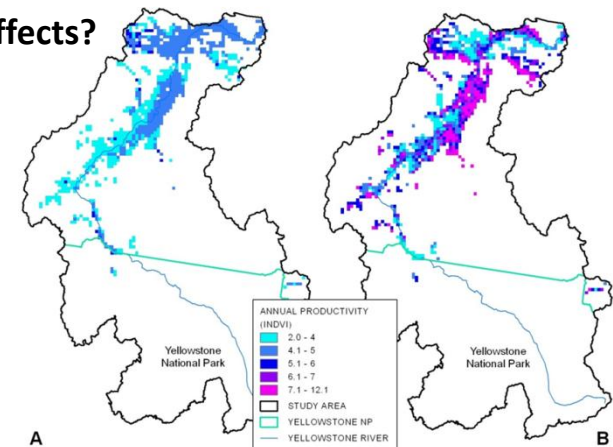 ffects?
Yellowstone
National Park
ANNUAL PRODUCTIVITY
(INDVI)
2.0 - 4
4.1 - 5
5.1 - 6
6.1 - 7
7.1 - 12.1
STUDY AREA
YELLOWSTONE NP
YELLOWSTONE RIVER
Yellowstone
National Park
A
B